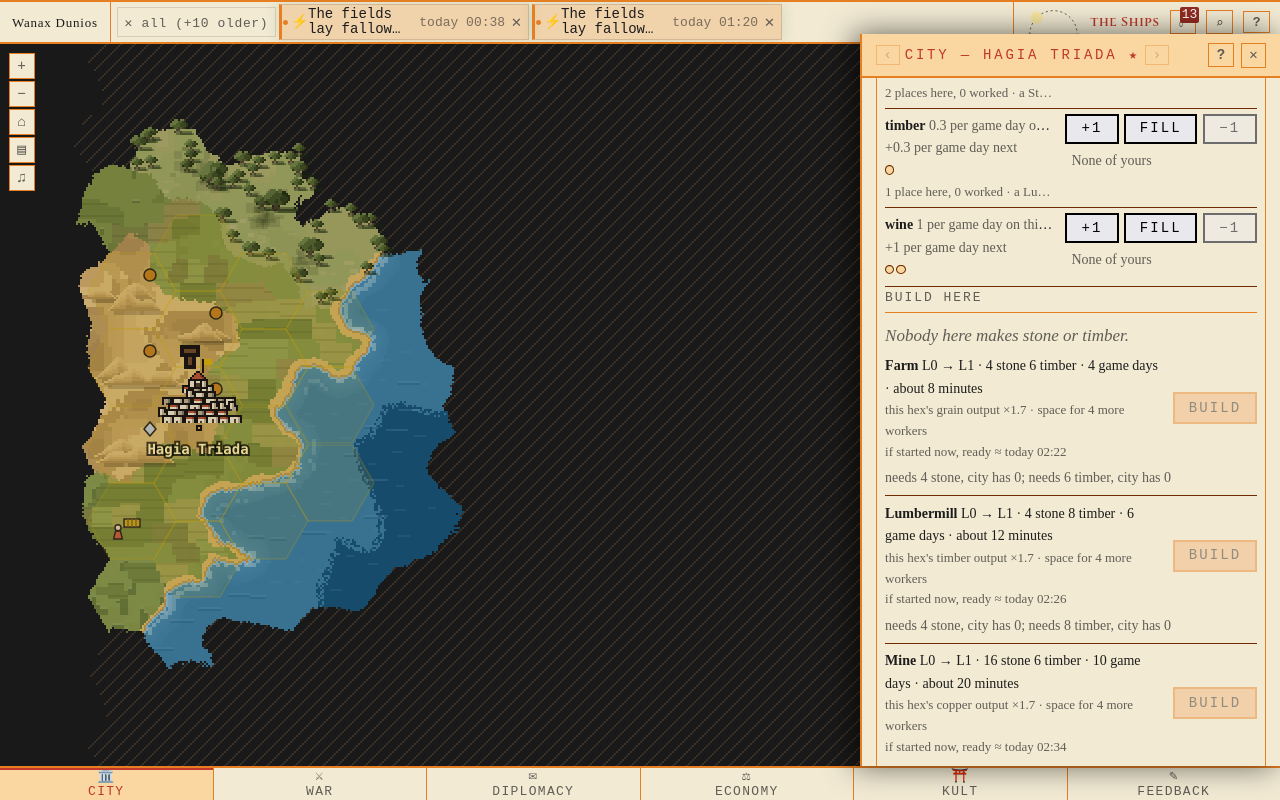 Wanax Dunios
× all (+10 older)
The fields lay fallow… today 00:38 ×
The fields lay fallow… today 01:20 ×
THE SHIPS
13
?
‹ CITY — HAGIA TRIADA ★ ›
? ×
+
−
2 places here, 0 worked · a St…
timber 0.3 per game day o…
+0.3 per game day next
+1 FILL −1
None of yours
1 place here, 0 worked · a Lu…
wine 1 per game day on thi…
+1 per game day next
+1 FILL −1
None of yours
BUILD HERE
Nobody here makes stone or timber.
Farm L0 → L1 · 4 stone 6 timber · 4 game days
· about 8 minutes
this hex's grain output ×1.7 · space for 4 more
workers
if started now, ready ≈ today 02:22
needs 4 stone, city has 0; needs 6 timber, city has 0
BUILD
Lumbermill L0 → L1 · 4 stone 8 timber · 6
game days · about 12 minutes
this hex's timber output ×1.7 · space for 4 more
workers
if started now, ready ≈ today 02:26
needs 4 stone, city has 0; needs 8 timber, city has 0
BUILD
Mine L0 → L1 · 16 stone 6 timber · 10 game
days · about 20 minutes
this hex's copper output ×1.7 · space for 4 more
workers
if started now, ready ≈ today 02:34
BUILD
Hagia Triada
CITY
WAR
DIPLOMACY
ECONOMY
KULT
FEEDBACK